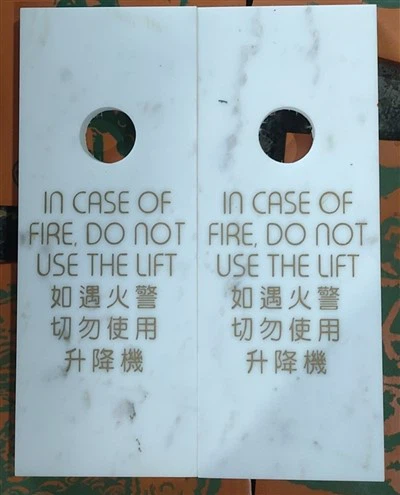 IN CASE OF
FIRE, DO NOT
USE THE LIFT
如遇火警
切勿使用
升降機
IN CASE OF
FIRE, DO NOT
USE THE LIFT
如遇火警
切勿使用
升降機